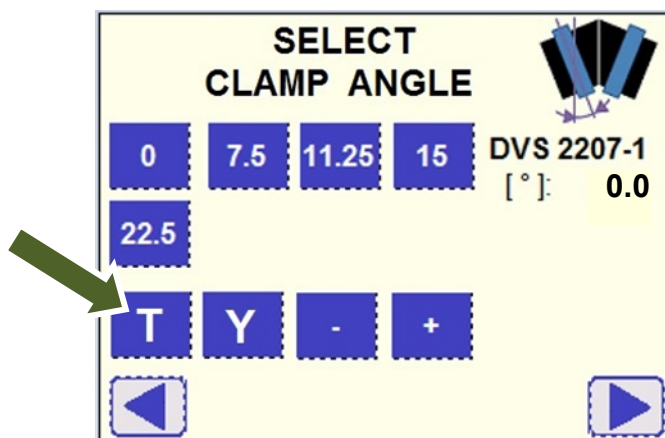 SELECT
CLAMP ANGLE
0 7.5 11.25 15 DVS 2207-1
[ ° ]: 0.0
22.5
T Y - +